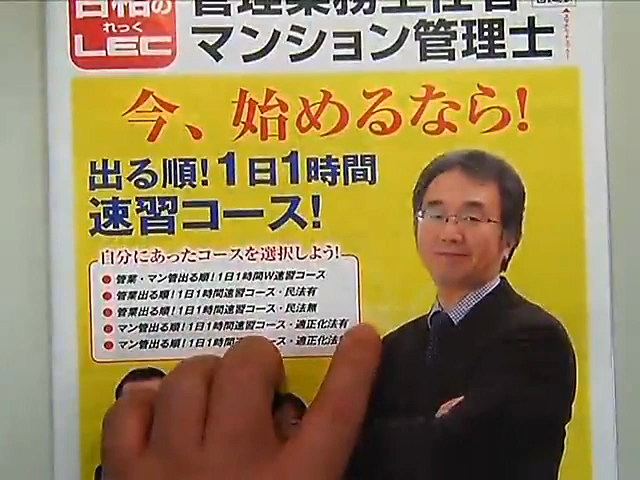 合格の
れっく
LEC
管理業務主任者
マンション管理士
今、始めるなら!
出る順!1日1時間
速習コース!
自分にあったコースを選択しよう!
●管業・マン管出る順!1日1時間W速習コース
●管業出る順!1日1時間速習コース・民法有
●管業出る順!1日1時間速習コース・民法無
●マン管出る順!1日1時間速習コース・適正化法有
●マン管出る順!1日1時間速習コース・適正化法